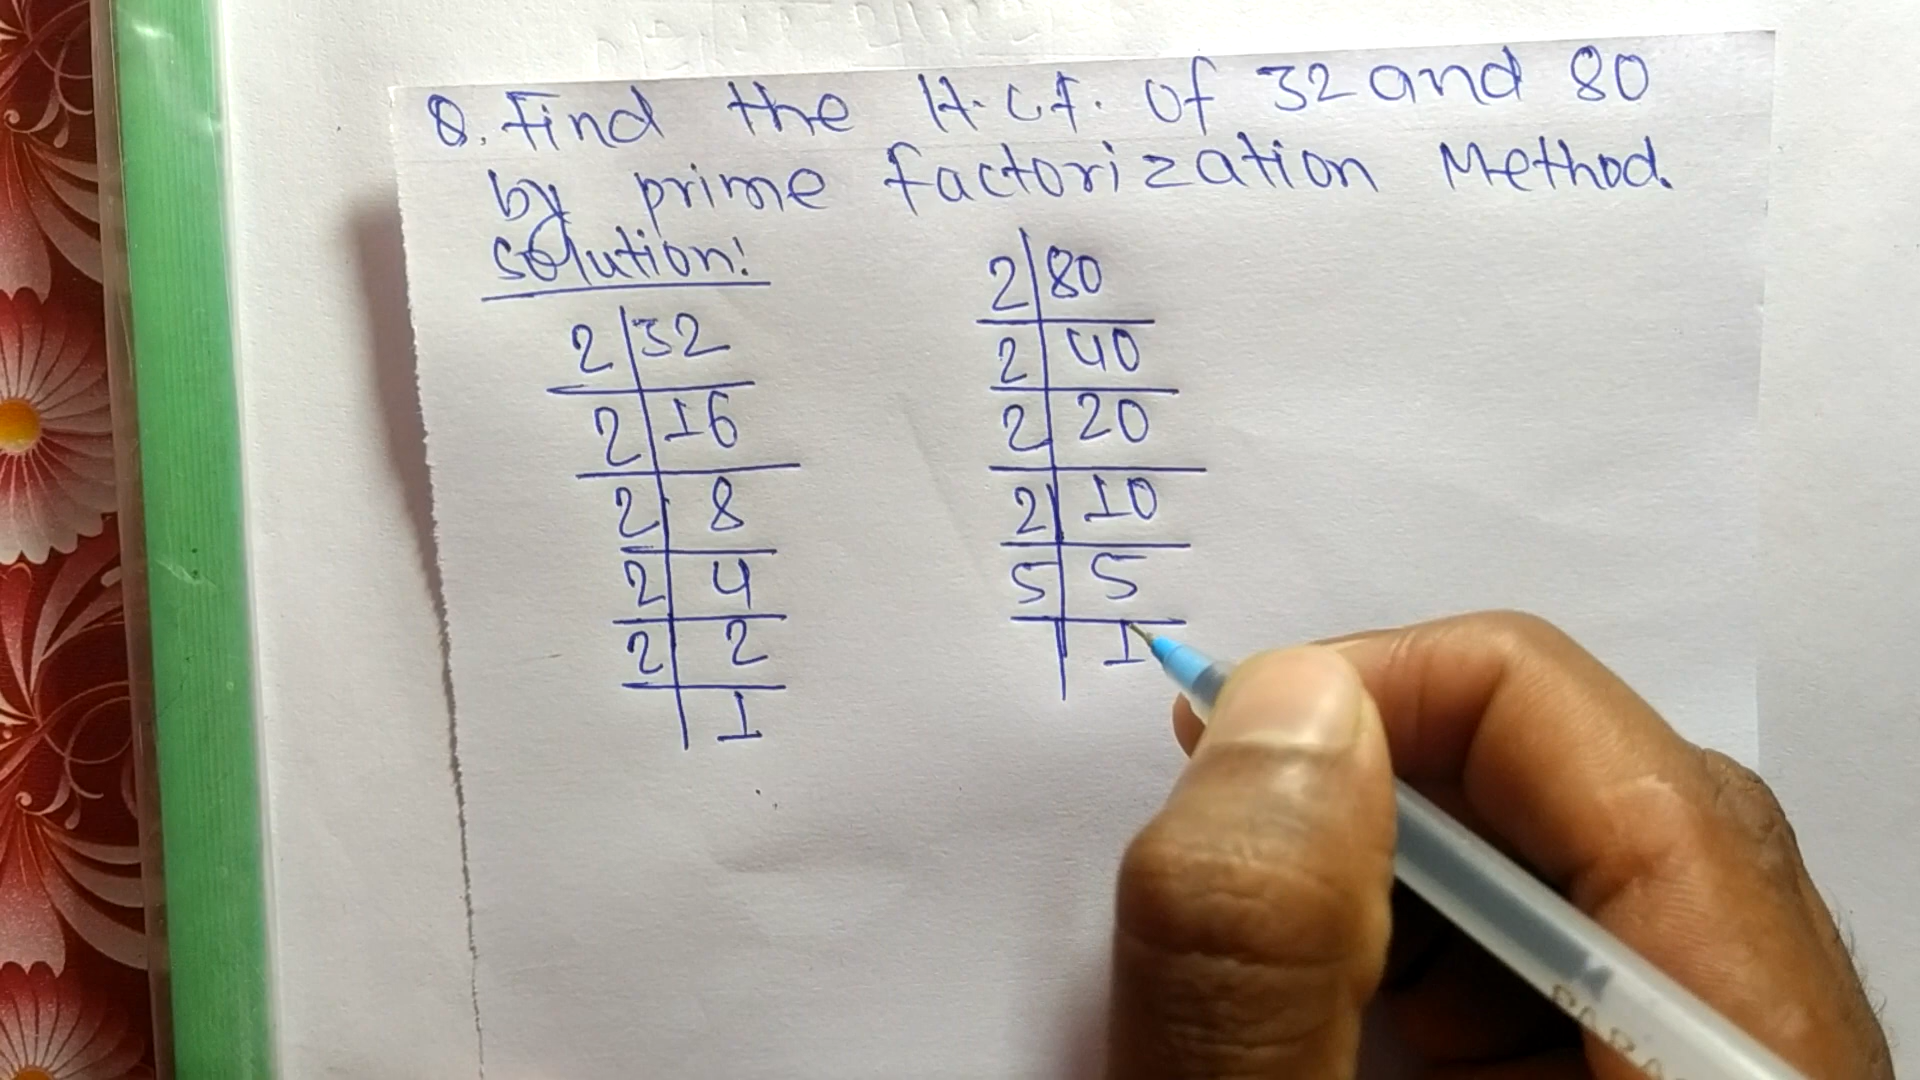 Q. Find the H.C.F. Of 32 and 80
by prime factorization Method.
Solution:
2 | 32
2 | 16
2 | 8
2 | 4
2 | 2
| 1
2 | 80
2 | 40
2 | 20
2 | 10
5 | 5
| 1